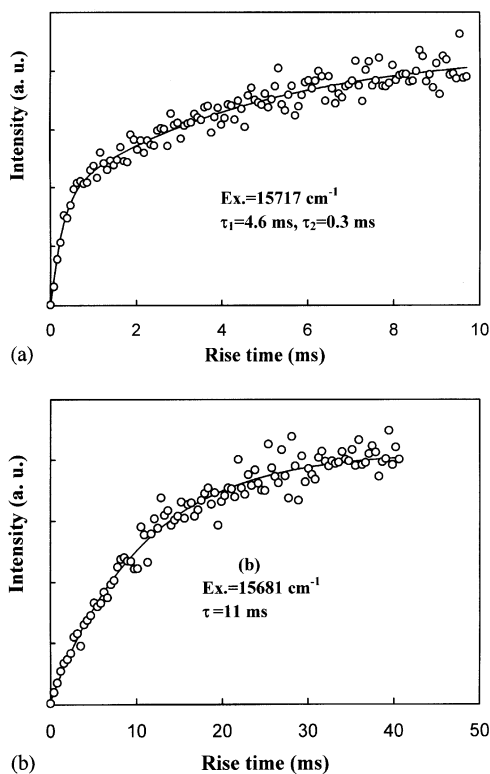 Intensity (a. u.)
Ex.=15717 cm⁻¹
τ₁=4.6 ms, τ₂=0.3 ms
0 2 4 6 8 10
(a) Rise time (ms)
Intensity (a. u.)
(b)
Ex.=15681 cm⁻¹
τ=11 ms
0 10 20 30 40 50
(b) Rise time (ms)